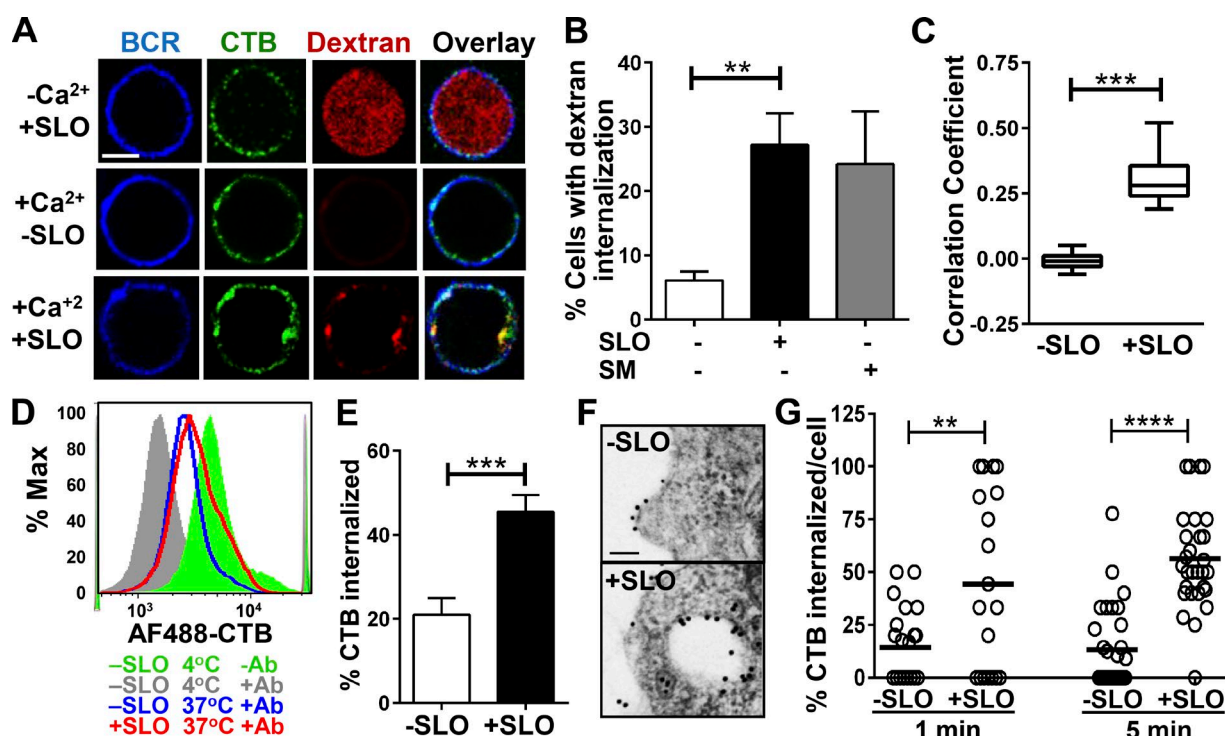 A
BCR CTB Dextran Overlay
-Ca²⁺
+SLO
+Ca²⁺
-SLO
+Ca⁺²
+SLO
B
% Cells with dextran
internalization
40
30
20
10
0
**
SLO - + -
SM - - +
C
Correlation Coefficient
0.75
0.50
0.25
0.00
-0.25
***
-SLO +SLO
D
% Max
100
80
60
40
20
0
10³ 10⁴
AF488-CTB
–SLO 4°C -Ab
–SLO 4°C +Ab
–SLO 37°C +Ab
+SLO 37°C +Ab
E
% CTB internalized
60
40
20
0
***
-SLO +SLO
F
-SLO
+SLO
G
% CTB internalized/cell
125
100
75
50
25
0
** ****
-SLO +SLO -SLO +SLO
1 min 5 min